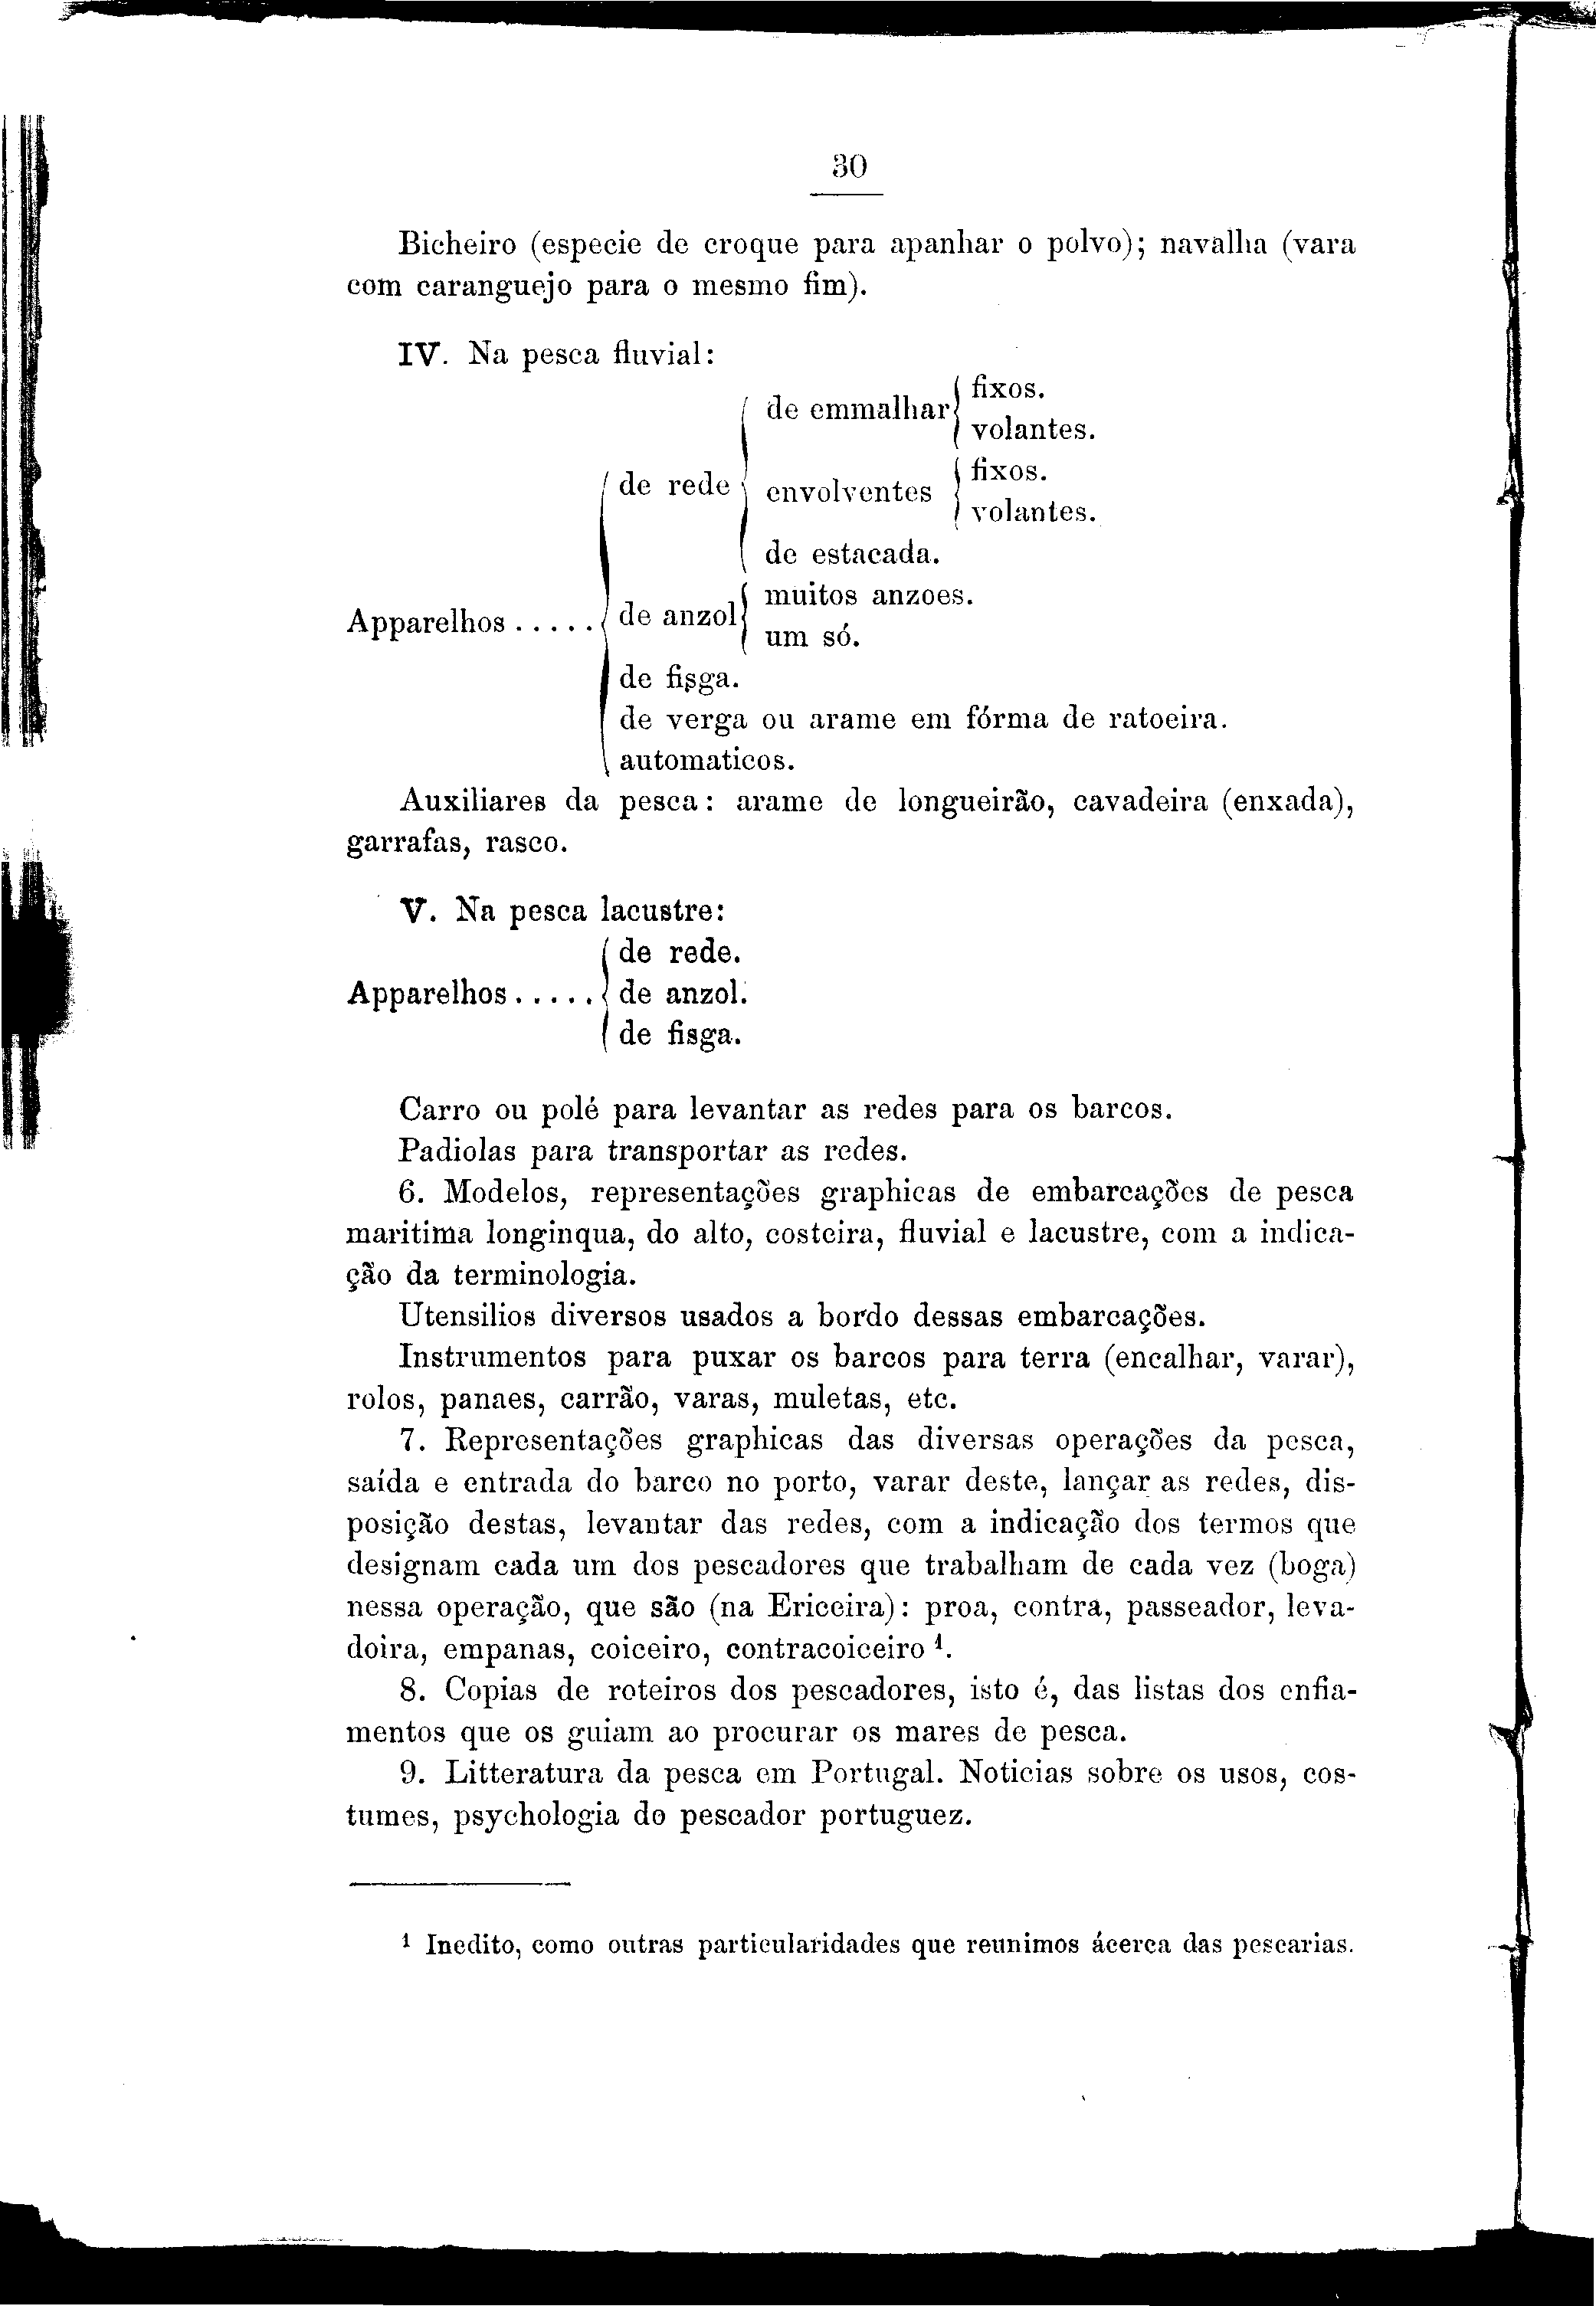 30
Bicheiro (especie de croque para apanhar o polvo); navalha (vara
com caranguejo para o mesmo fim).
IV. Na pesca fluvial:
fixos.
de emmalhar
volantes.
fixos.
de rede
envolventes
volantes.
de estacada.
muitos anzoes.
Apparelhos ..... de anzol
um só.
de fisga.
de verga ou arame em fórma de ratoeira.
automaticos.
Auxiliares da pesca: arame de longueirão, cavadeira (enxada),
garrafas, rasco.
V. Na pesca lacustre:
de rede.
Apparelhos ..... de anzol.
de fisga.
Carro ou polé para levantar as redes para os barcos.
Padiolas para transportar as redes.
6. Modelos, representações graphicas de embarcações de pesca
maritima longinqua, do alto, costeira, fluvial e lacustre, com a indica-
ção da terminologia.
Utensilios diversos usados a bordo dessas embarcações.
Instrumentos para puxar os barcos para terra (encalhar, varar),
rolos, panaes, carrão, varas, muletas, etc.
7. Representações graphicas das diversas operações da pesca,
saída e entrada do barco no porto, varar deste, lançar as redes, dis-
posição destas, levantar das redes, com a indicação dos termos que
designam cada um dos pescadores que trabalham de cada vez (boga)
nessa operação, que são (na Ericeira): proa, contra, passeador, leva-
doira, empanas, coiceiro, contracoiceiro ¹.
8. Copias de roteiros dos pescadores, isto é, das listas dos enfia-
mentos que os guiam ao procurar os mares de pesca.
9. Litteratura da pesca em Portugal. Noticias sobre os usos, cos-
tumes, psychologia do pescador portuguez.
¹ Inedito, como outras particularidades que reunimos ácerca das pescarias.